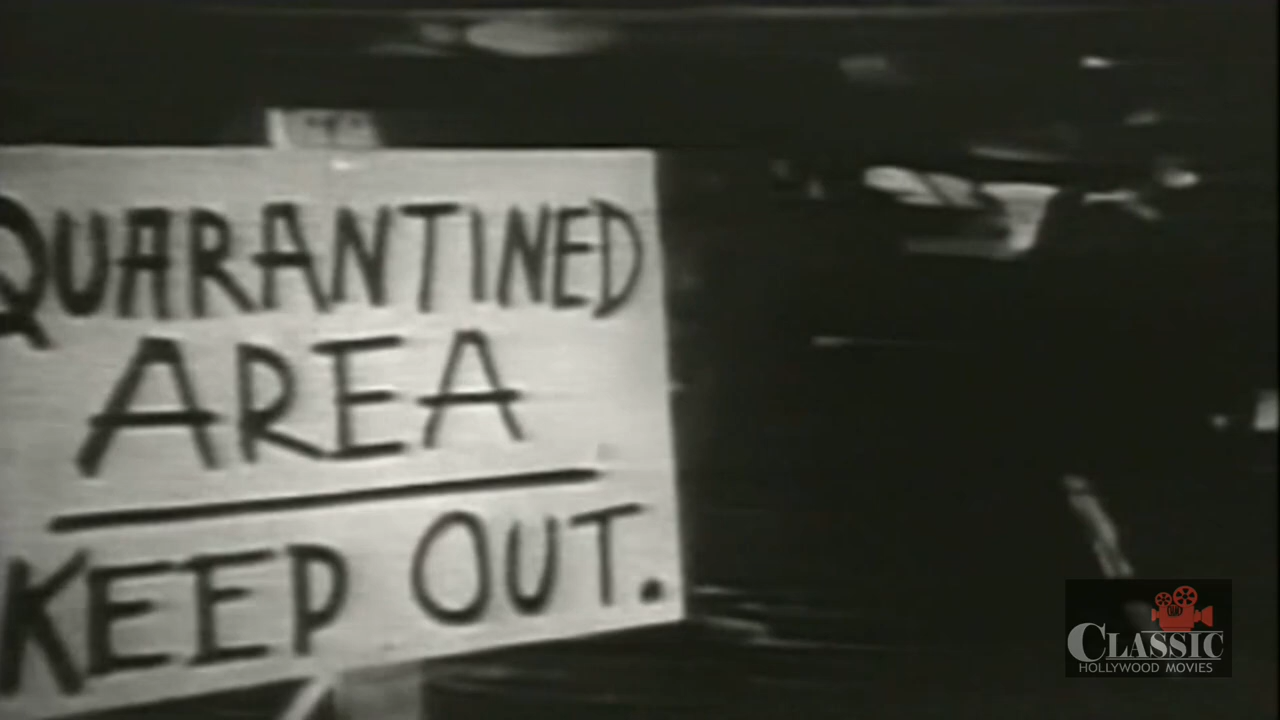 QUARANTINED
AREA
KEEP OUT.
CLASSIC
HOLLYWOOD MOVIES